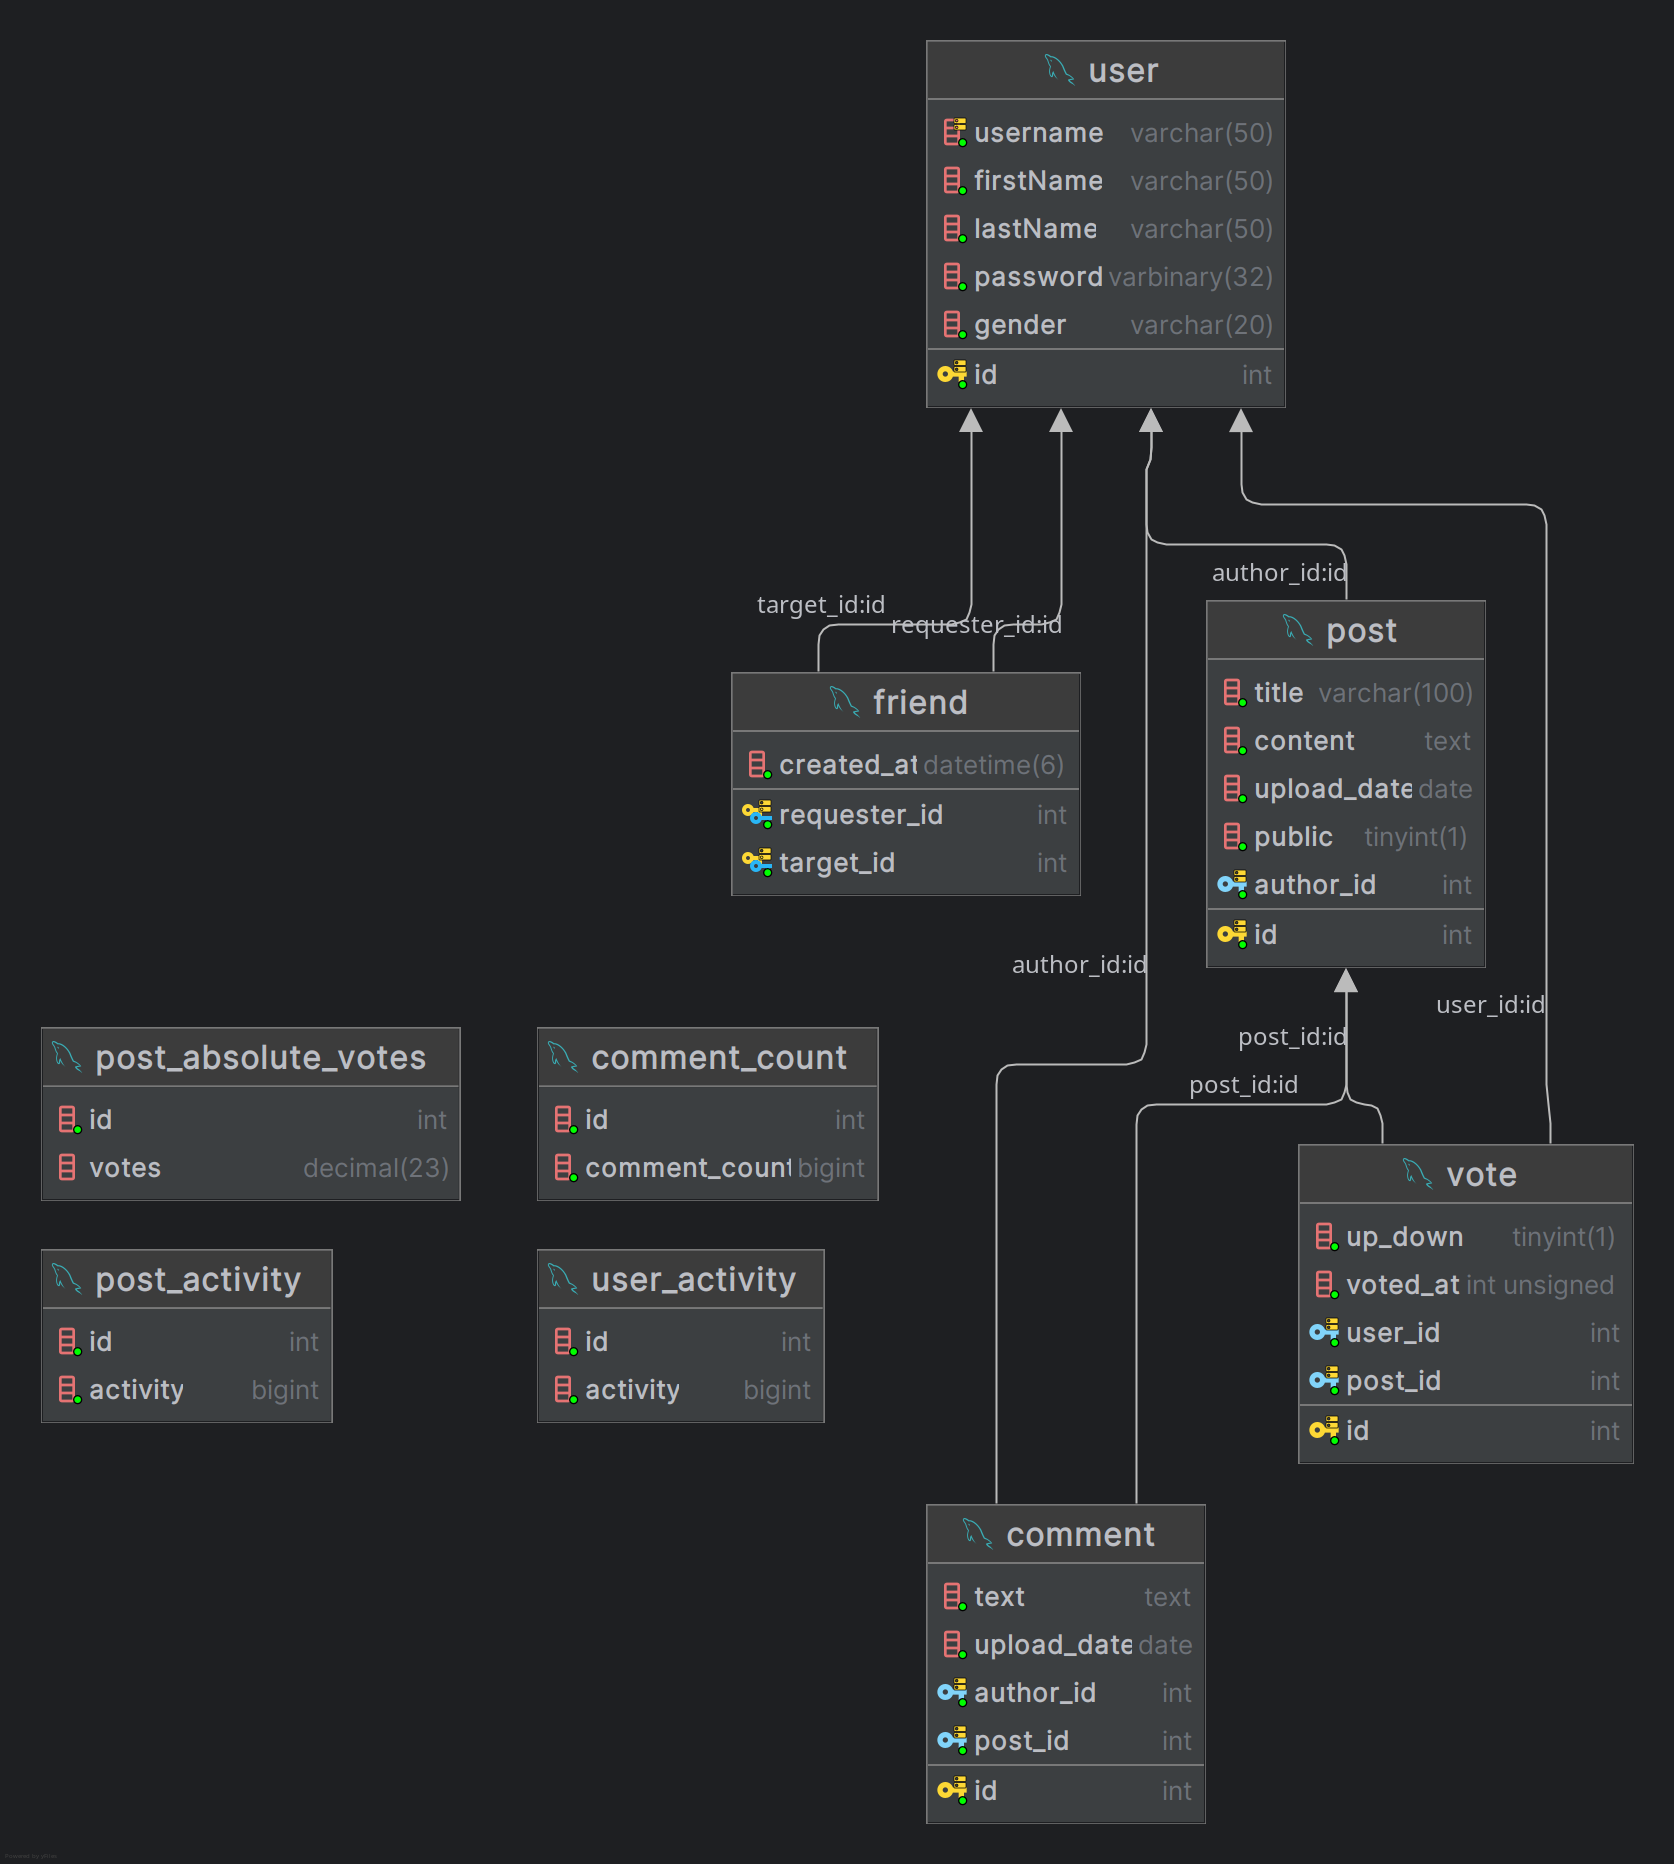 user
username varchar(50)
firstName varchar(50)
lastName varchar(50)
password varbinary(32)
gender varchar(20)
id int
author_id:id
target_id:id
requester_id:id
post
title varchar(100)
content text
upload_date date
public tinyint(1)
author_id int
id int
friend
created_at datetime(6)
requester_id int
target_id int
author_id:id
user_id:id
post_id:id
post_id:id
post_absolute_votes
id int
votes decimal(23)
comment_count
id int
comment_count bigint
post_activity
id int
activity bigint
user_activity
id int
activity bigint
vote
up_down tinyint(1)
voted_at int unsigned
user_id int
post_id int
id int
comment
text text
upload_date date
author_id int
post_id int
id int